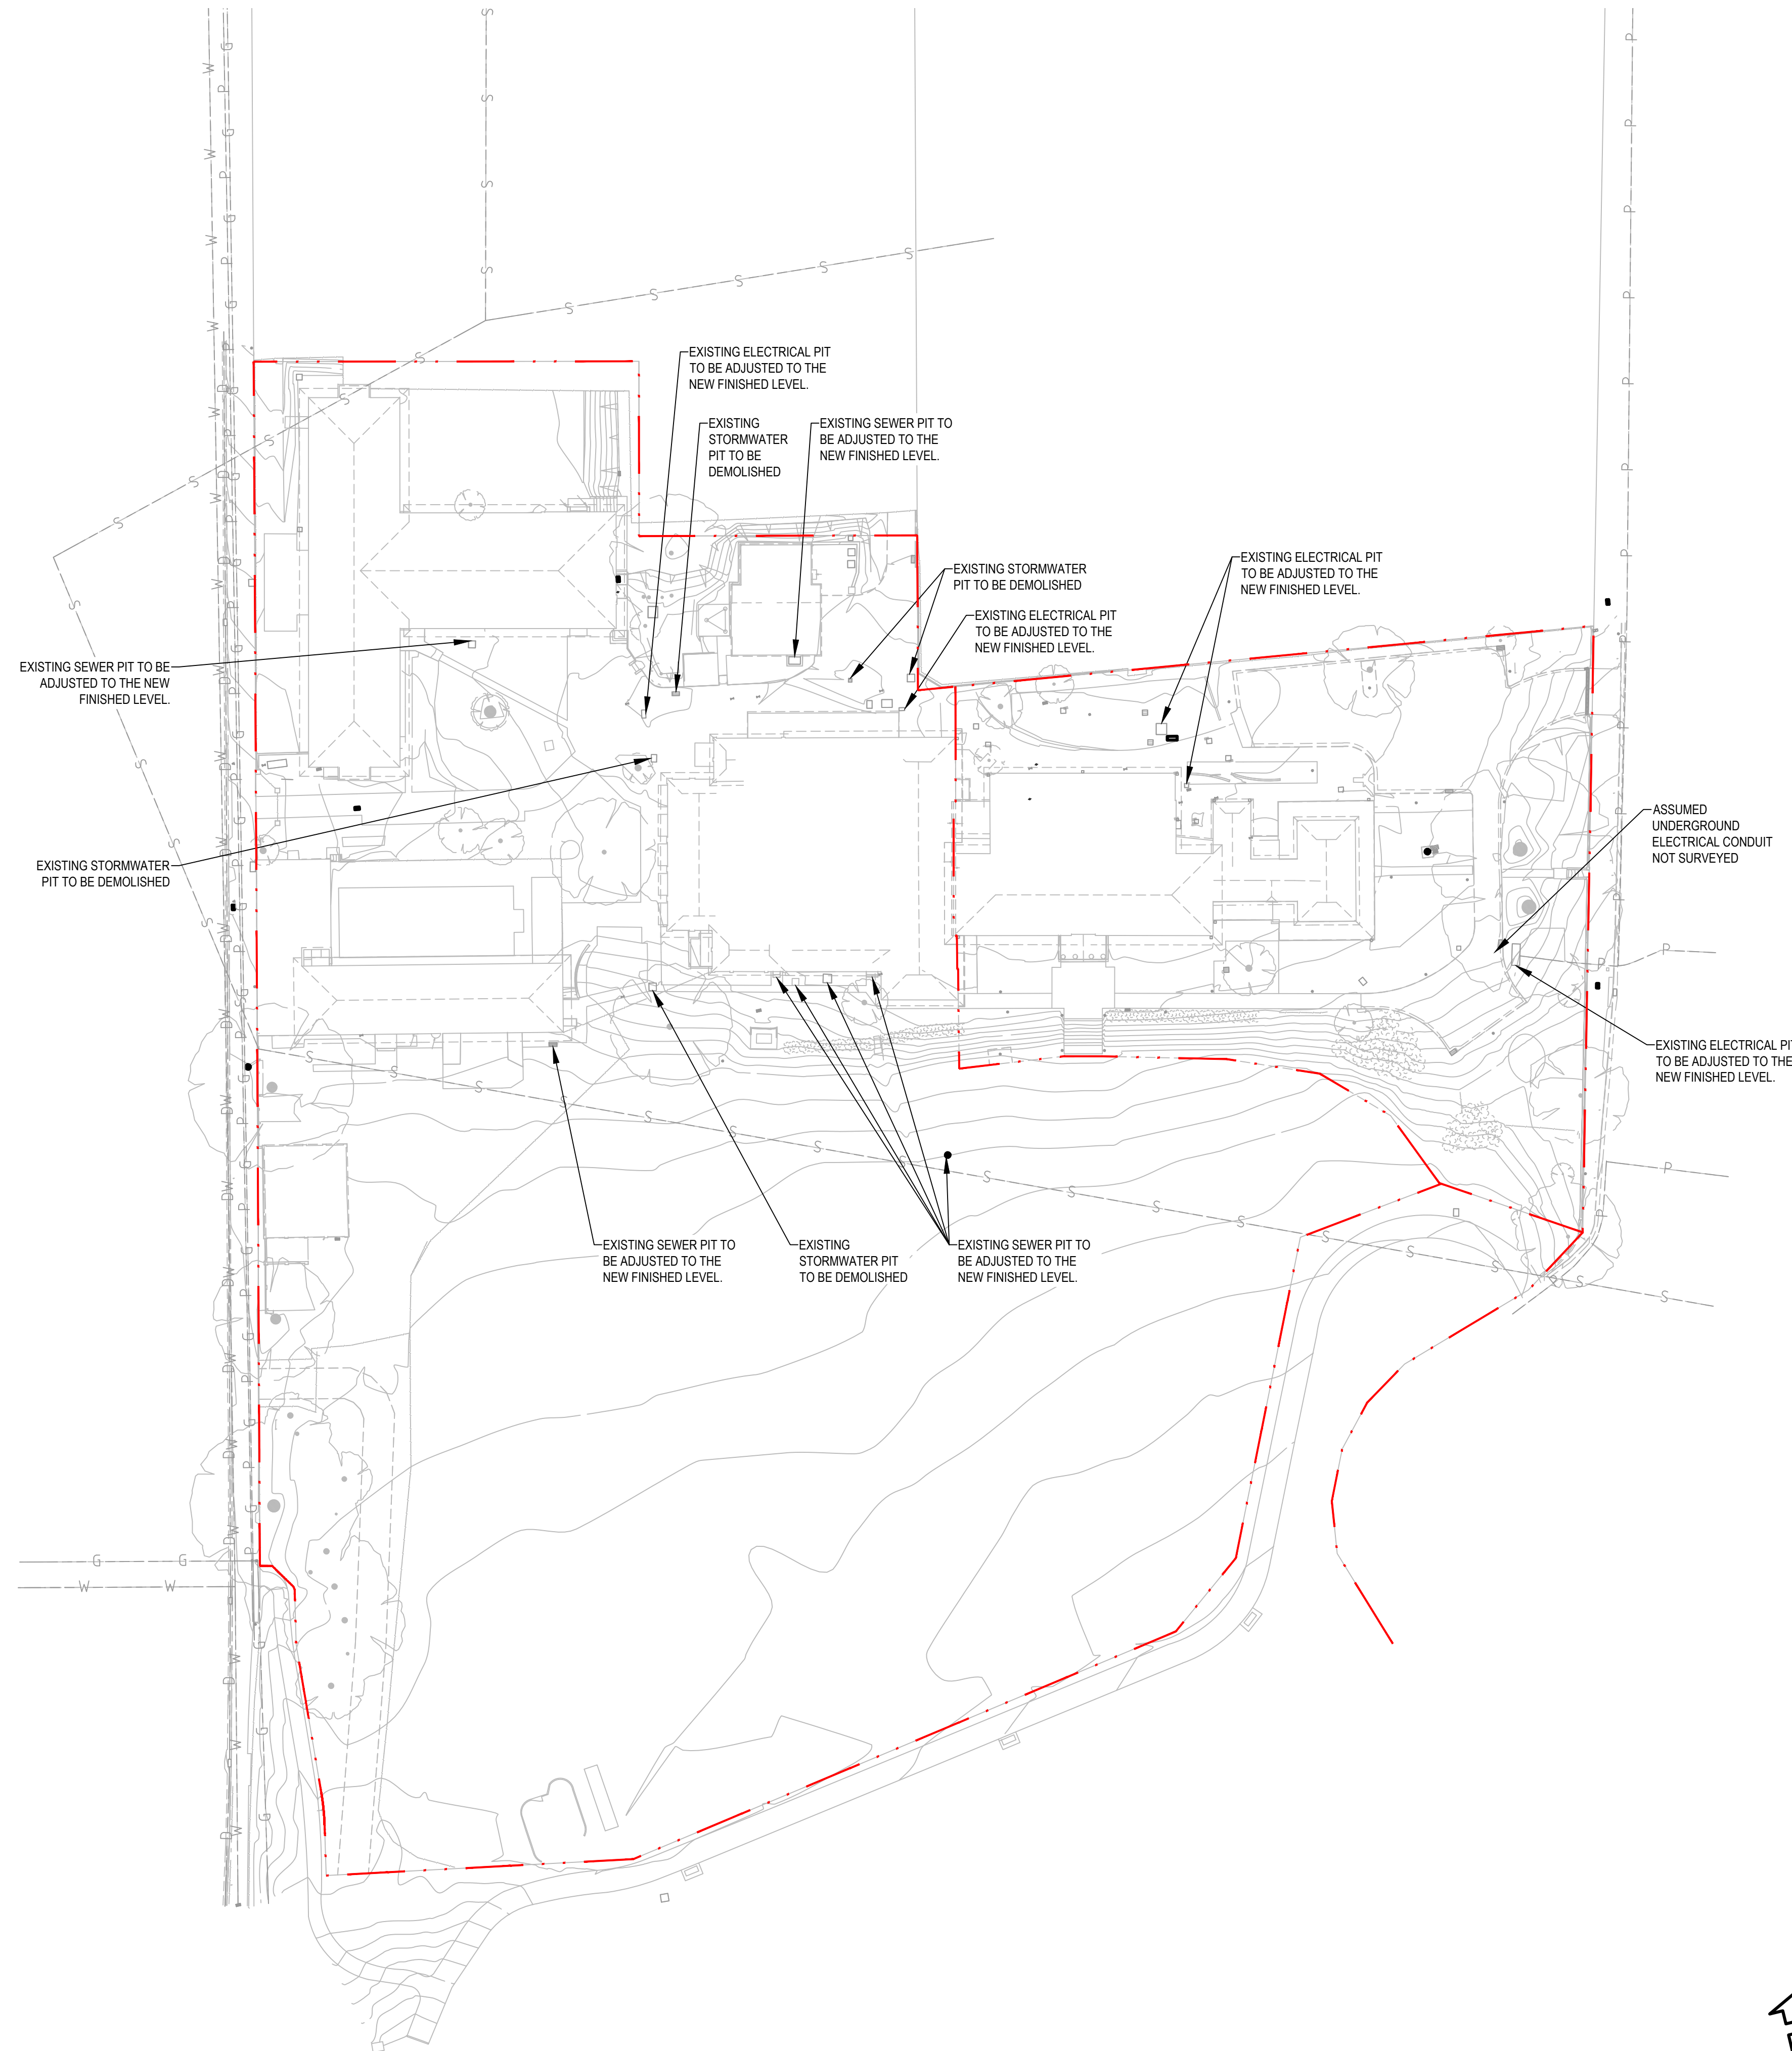 EXISTING ELECTRICAL PIT
TO BE ADJUSTED TO THE
NEW FINISHED LEVEL.
EXISTING
STORMWATER
PIT TO BE
DEMOLISHED
EXISTING SEWER PIT TO
BE ADJUSTED TO THE
NEW FINISHED LEVEL.
EXISTING STORMWATER
PIT TO BE DEMOLISHED
EXISTING ELECTRICAL PIT
TO BE ADJUSTED TO THE
NEW FINISHED LEVEL.
EXISTING ELECTRICAL PIT
TO BE ADJUSTED TO THE
NEW FINISHED LEVEL.
EXISTING SEWER PIT TO BE
ADJUSTED TO THE NEW
FINISHED LEVEL.
EXISTING STORMWATER
PIT TO BE DEMOLISHED
ASSUMED
UNDERGROUND
ELECTRICAL CONDUIT
NOT SURVEYED
EXISTING ELECTRICAL PI
TO BE ADJUSTED TO THE
NEW FINISHED LEVEL.
EXISTING SEWER PIT TO
BE ADJUSTED TO THE
NEW FINISHED LEVEL.
EXISTING
STORMWATER PIT
TO BE DEMOLISHED
EXISTING SEWER PIT TO
BE ADJUSTED TO THE
NEW FINISHED LEVEL.
G G
W W